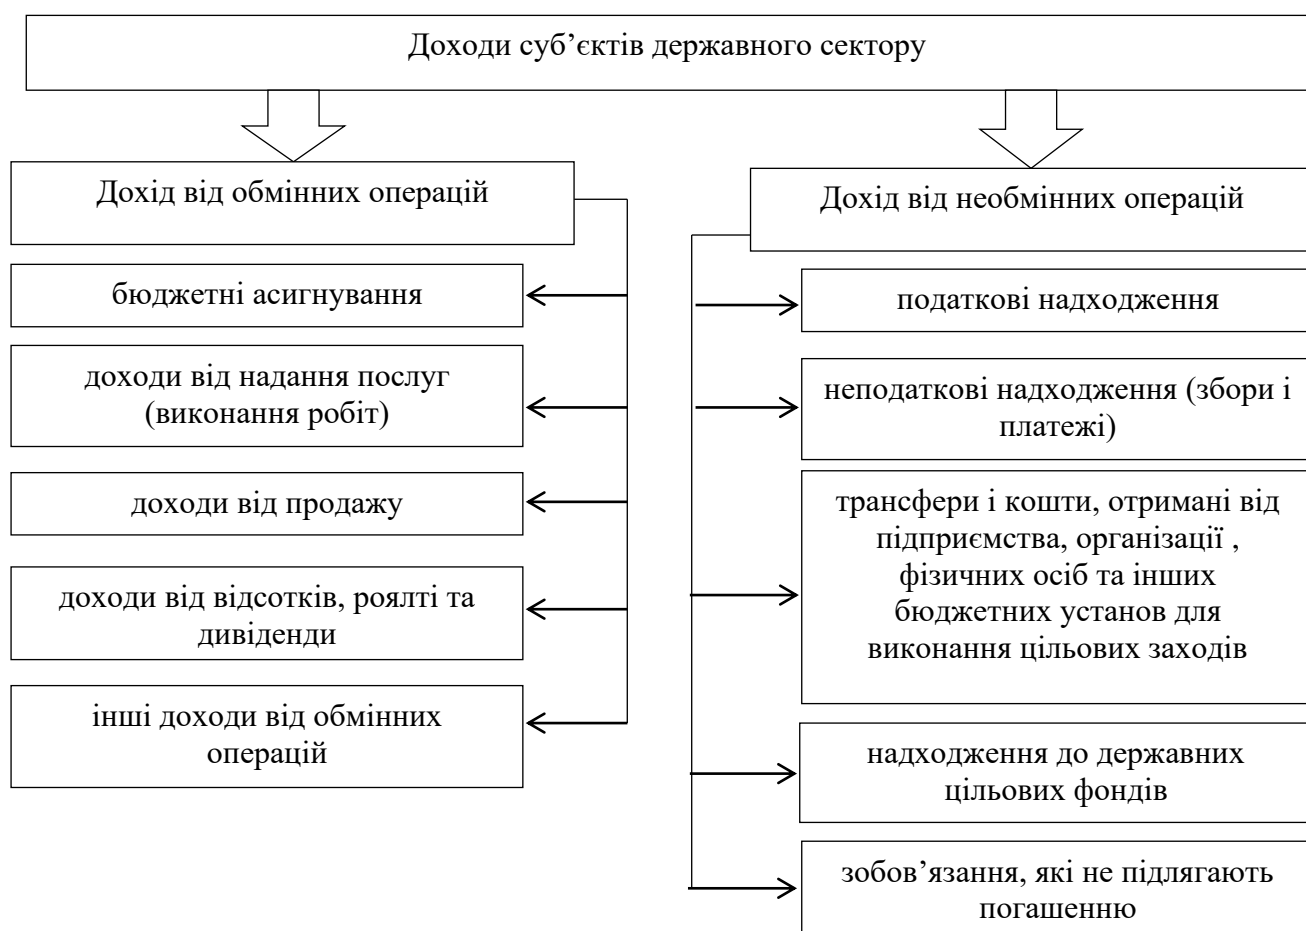 Доходи суб’єктів державного сектору
Дохід від обмінних операцій
бюджетні асигнування
доходи від надання послуг
(виконання робіт)
доходи від продажу
доходи від відсотків, роялті та
дивіденди
інші доходи від обмінних
операцій
Дохід від необмінних операцій
податкові надходження
неподаткові надходження (збори і
платежі)
трансфери і кошти, отримані від
підприємства, організації ,
фізичних осіб та інших
бюджетних установ для
виконання цільових заходів
надходження до державних
цільових фондів
зобов’язання, які не підлягають
погашенню